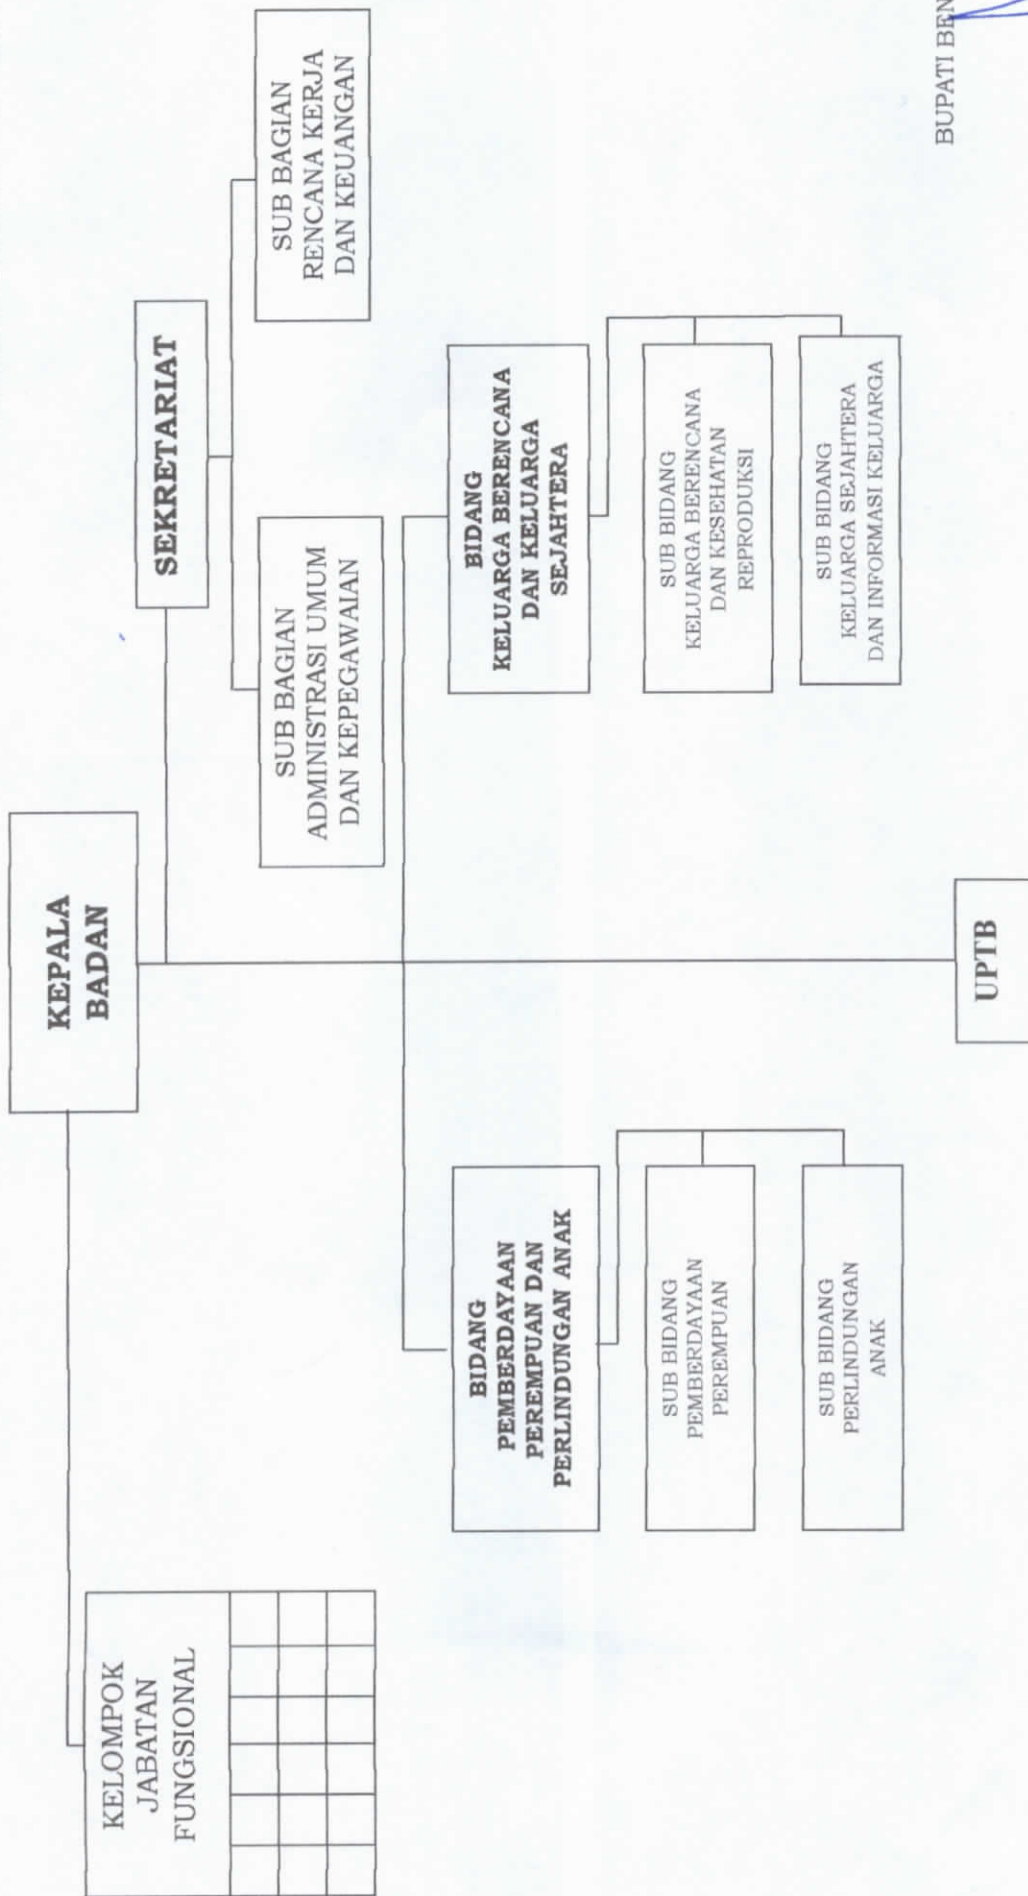 KEPALA
BADAN
KELOMPOK
JABATAN
FUNGSIONAL
SEKRETARIAT
SUB BAGIAN
ADMINISTRASI UMUM
DAN KEPEGAWAIAN
SUB BAGIAN
RENCANA KERJA
DAN KEUANGAN
BIDANG
PEMBERDAYAAN
PEREMPUAN DAN
PERLINDUNGAN ANAK
SUB BIDANG
PEMBERDAYAAN
PEREMPUAN
SUB BIDANG
PERLINDUNGAN
ANAK
BIDANG
KELUARGA BERENCANA
DAN KELUARGA
SEJAHTERA
SUB BIDANG
KELUARGA BERENCANA
DAN KESEHATAN
REPRODUKSI
SUB BIDANG
KELUARGA SEJAHTERA
DAN INFORMASI KELUARGA
UPTB
BUPATI BEN